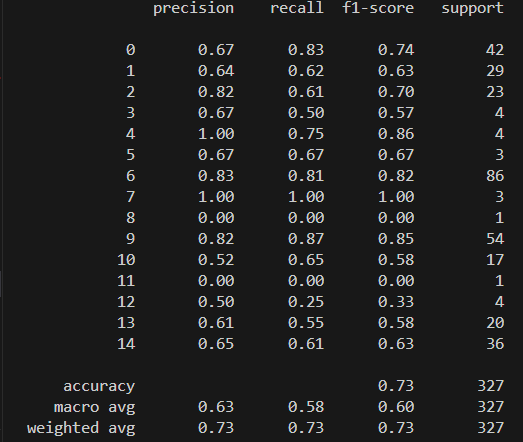 precision recall f1-score support
0 0.67 0.83 0.74 42
1 0.64 0.62 0.63 29
2 0.82 0.61 0.70 23
3 0.67 0.50 0.57 4
4 1.00 0.75 0.86 4
5 0.67 0.67 0.67 3
6 0.83 0.81 0.82 86
7 1.00 1.00 1.00 3
8 0.00 0.00 0.00 1
9 0.82 0.87 0.85 54
10 0.52 0.65 0.58 17
11 0.00 0.00 0.00 1
12 0.50 0.25 0.33 4
13 0.61 0.55 0.58 20
14 0.65 0.61 0.63 36
accuracy 0.73 327
macro avg 0.63 0.58 0.60 327
weighted avg 0.73 0.73 0.73 327